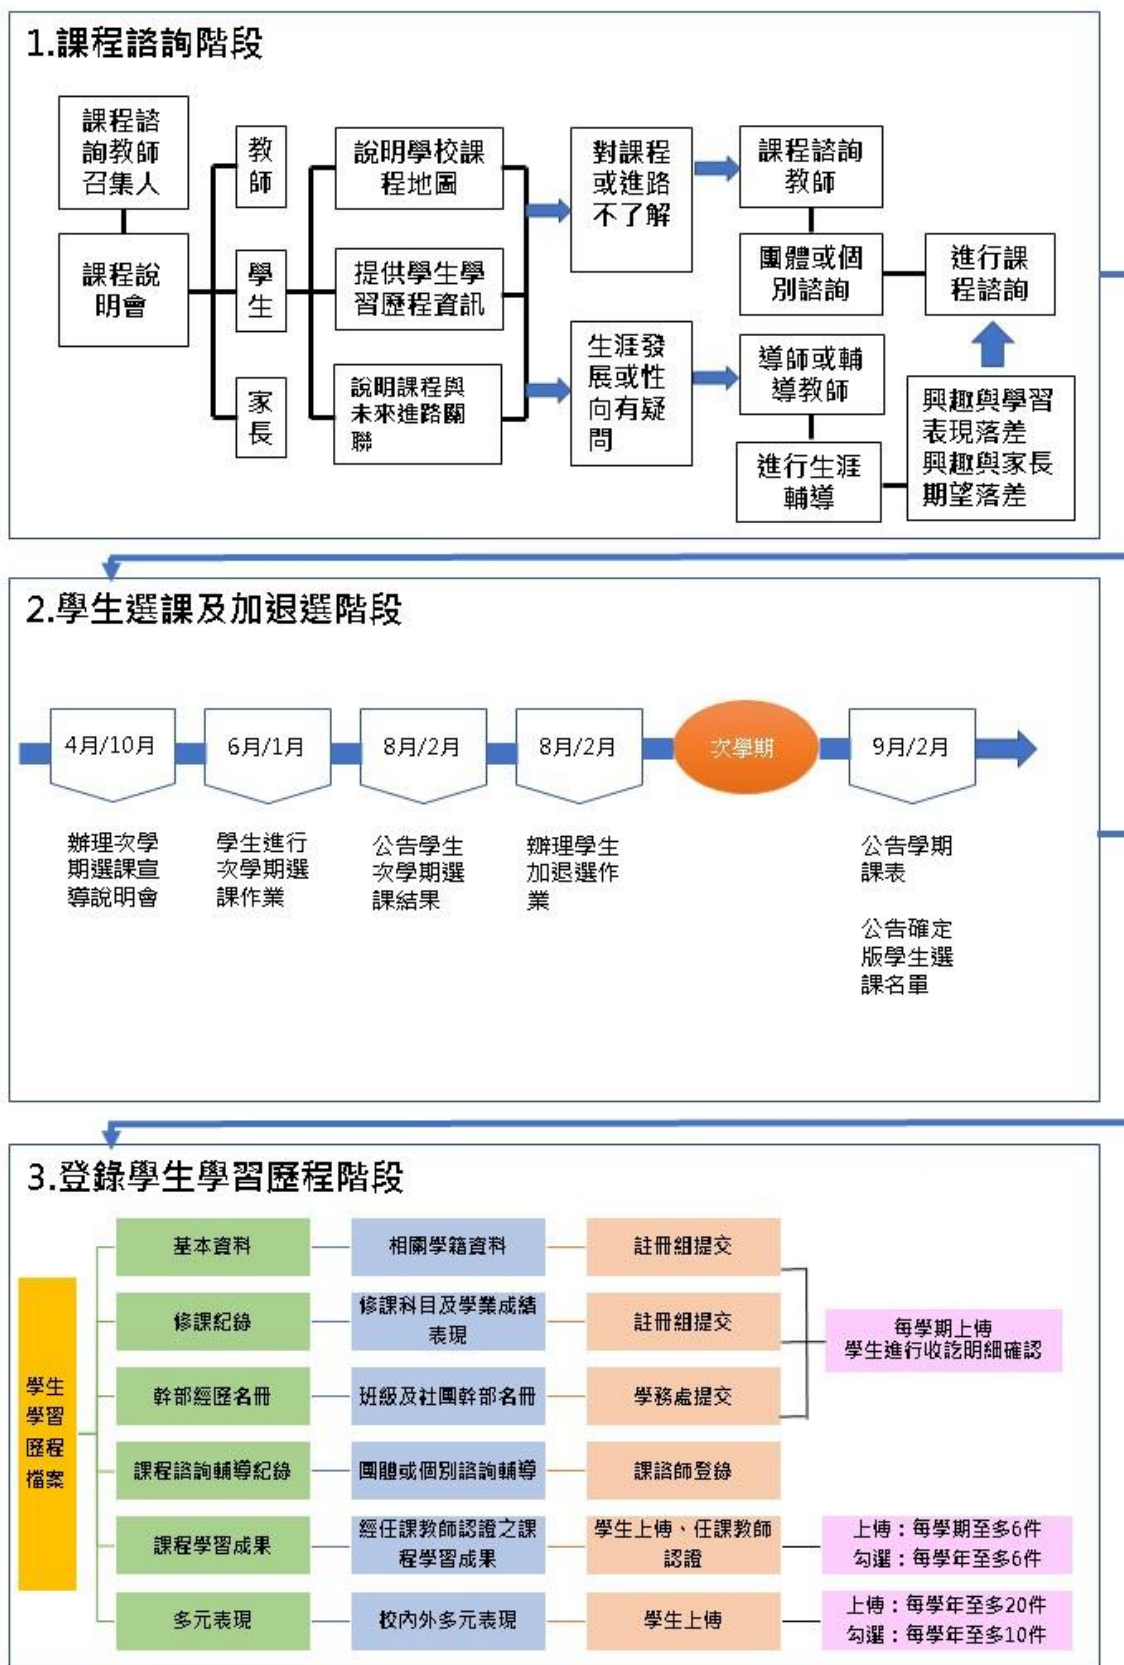 1.課程諮詢階段
課程諮
詢教師
召集人
課程說
明會
教
師
學
生
家
長
說明學校課
程地圖
提供學生學
習歷程資訊
說明課程與
未來進路關
聯
對課程
或進路
不了解
生涯發
展或性
向有疑
問
課程諮詢
教師
團體或個
別諮詢
進行課
程諮詢
導師或輔
導教師
進行生涯
輔導
興趣與學習
表現落差
興趣與家長
期望落差
2.學生選課及加退選階段
4月/10月
6月/1月
8月/2月
8月/2月
次學期
9月/2月
辦理次學
期選課宣
導說明會
學生進行
次學期選
課作業
公告學生
次學期選
課結果
辦理學生
加退選作
業
公告學期
課表
公告確定
版學生選
課名單
3.登錄學生學習歷程階段
學生
學習
歷程
檔案
基本資料
相關學籍資料
註冊組提交
修課紀錄
修課科目及學業成績
表現
註冊組提交
每學期上傳
學生進行收訖明細確認
幹部經歷名冊
班級及社團幹部名冊
學務處提交
課程諮詢輔導紀錄
團體或個別諮詢輔導
課諮師登錄
課程學習成果
經任課教師認證之課
程學習成果
學生上傳、任課教師
認證
上傳：每學期至多6件
勾選：每學年至多6件
多元表現
校內外多元表現
學生上傳
上傳：每學年至多20件
勾選：每學年至多10件